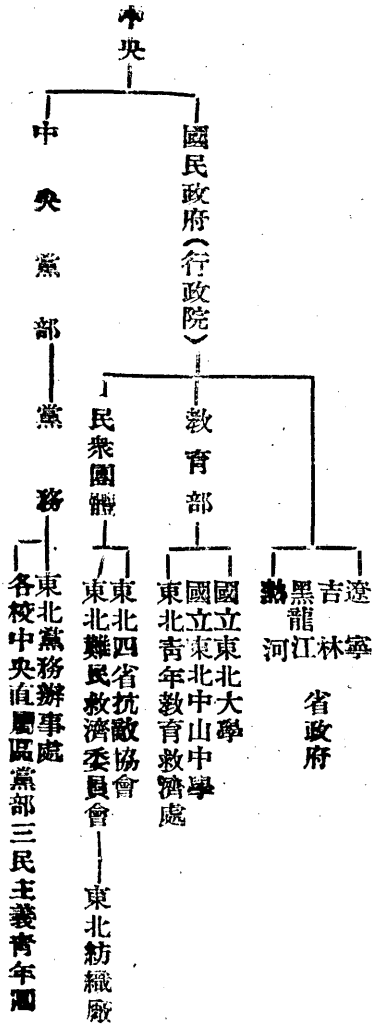 中央
國民政府(行政院)
遼寧
吉林
黑龍江
熱河
省政府
教育部
國立東北大學
國立東北中山中學
東北青年教育救濟處
民衆團體
東北四省抗敵協會
東北難民救濟委員會
東北紡織廠
中央黨部
黨務
東北黨務辦事處
各校中央直屬區黨部三民主義青年團